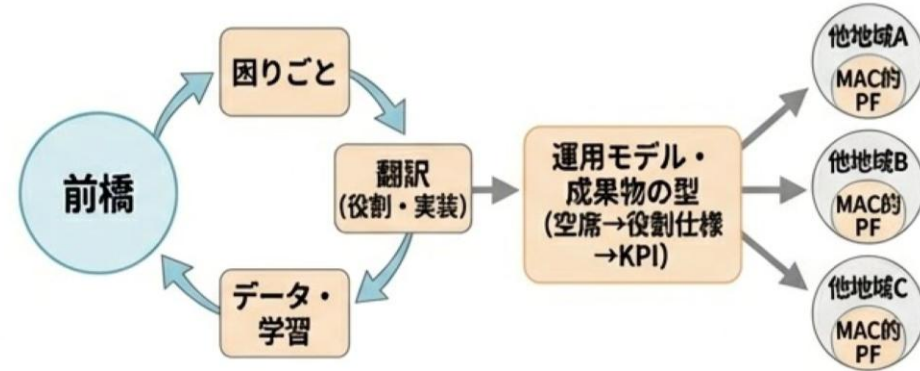 前橋
困りごと
翻訳
(役割・実装)
データ・
学習
運用モデル・
成果物の型
(空席→役割仕様
→KPI)
他地域A
MAC的
PF
他地域B
MAC的
PF
他地域C
MAC的
PF